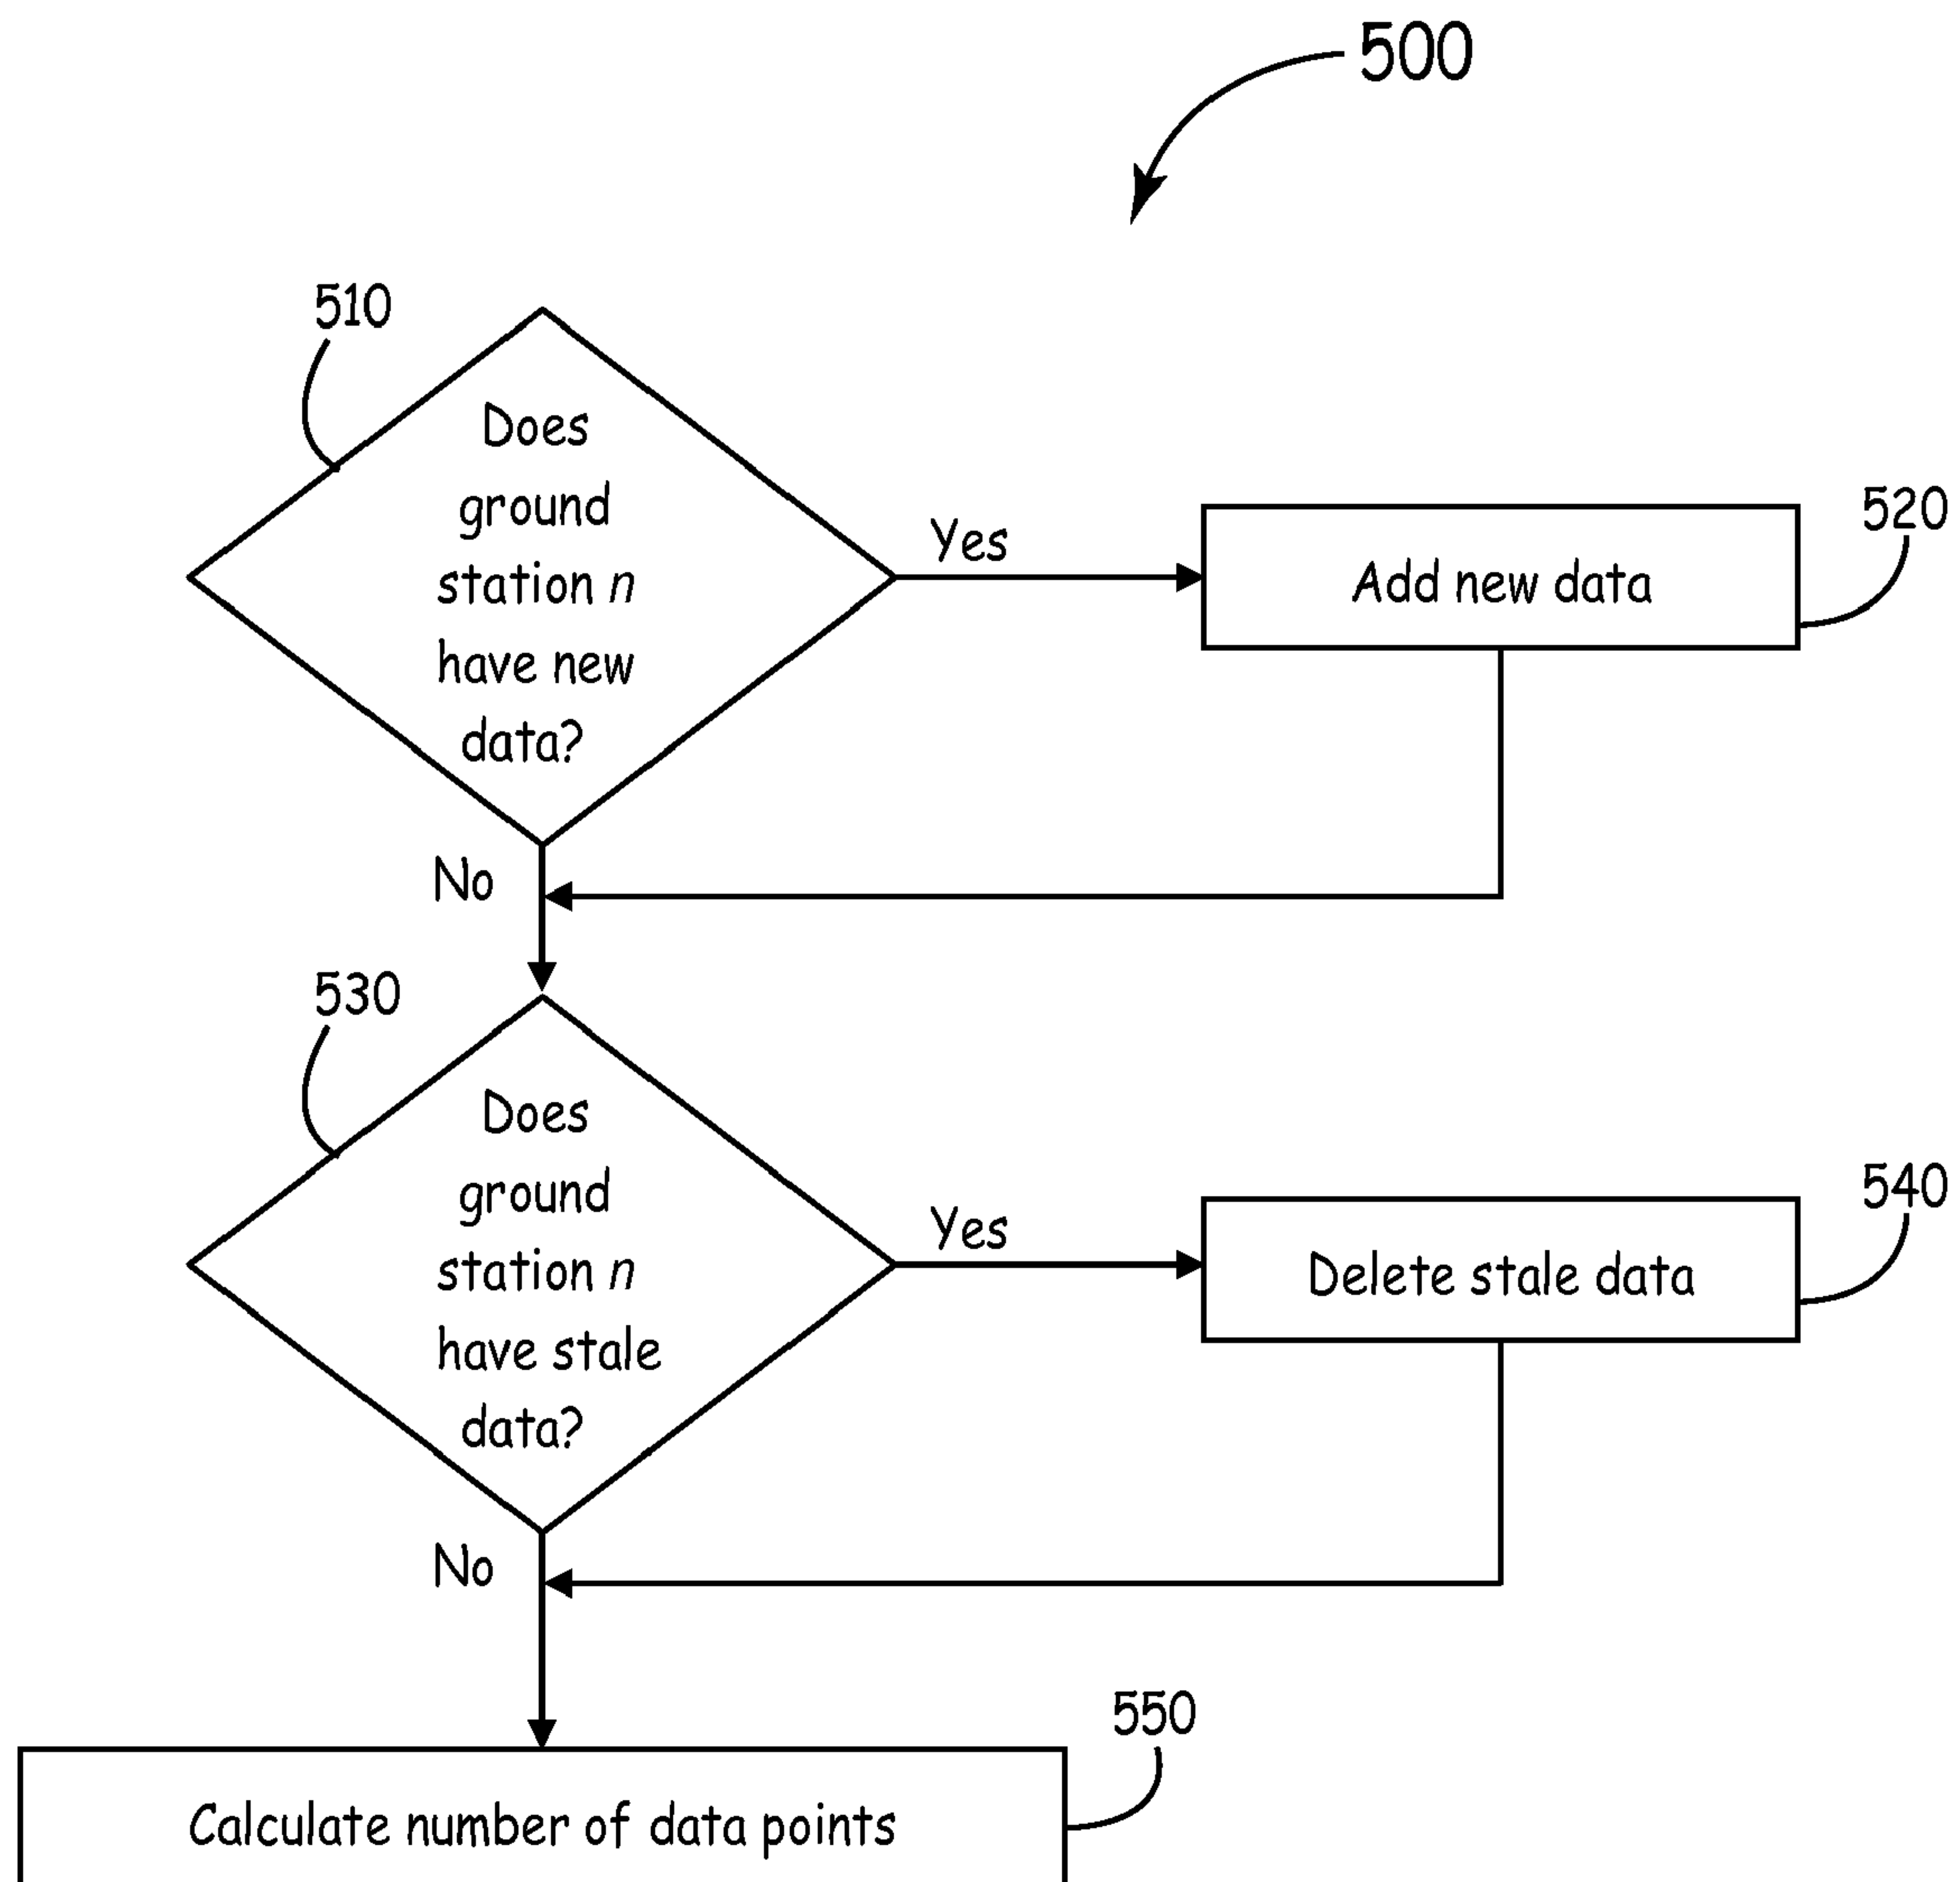 500
510
Does
ground
station n
have new
data?
Yes
Add new data
520
No
530
Does
ground
station n
have stale
data?
Yes
Delete stale data
540
No
550
Calculate number of data points